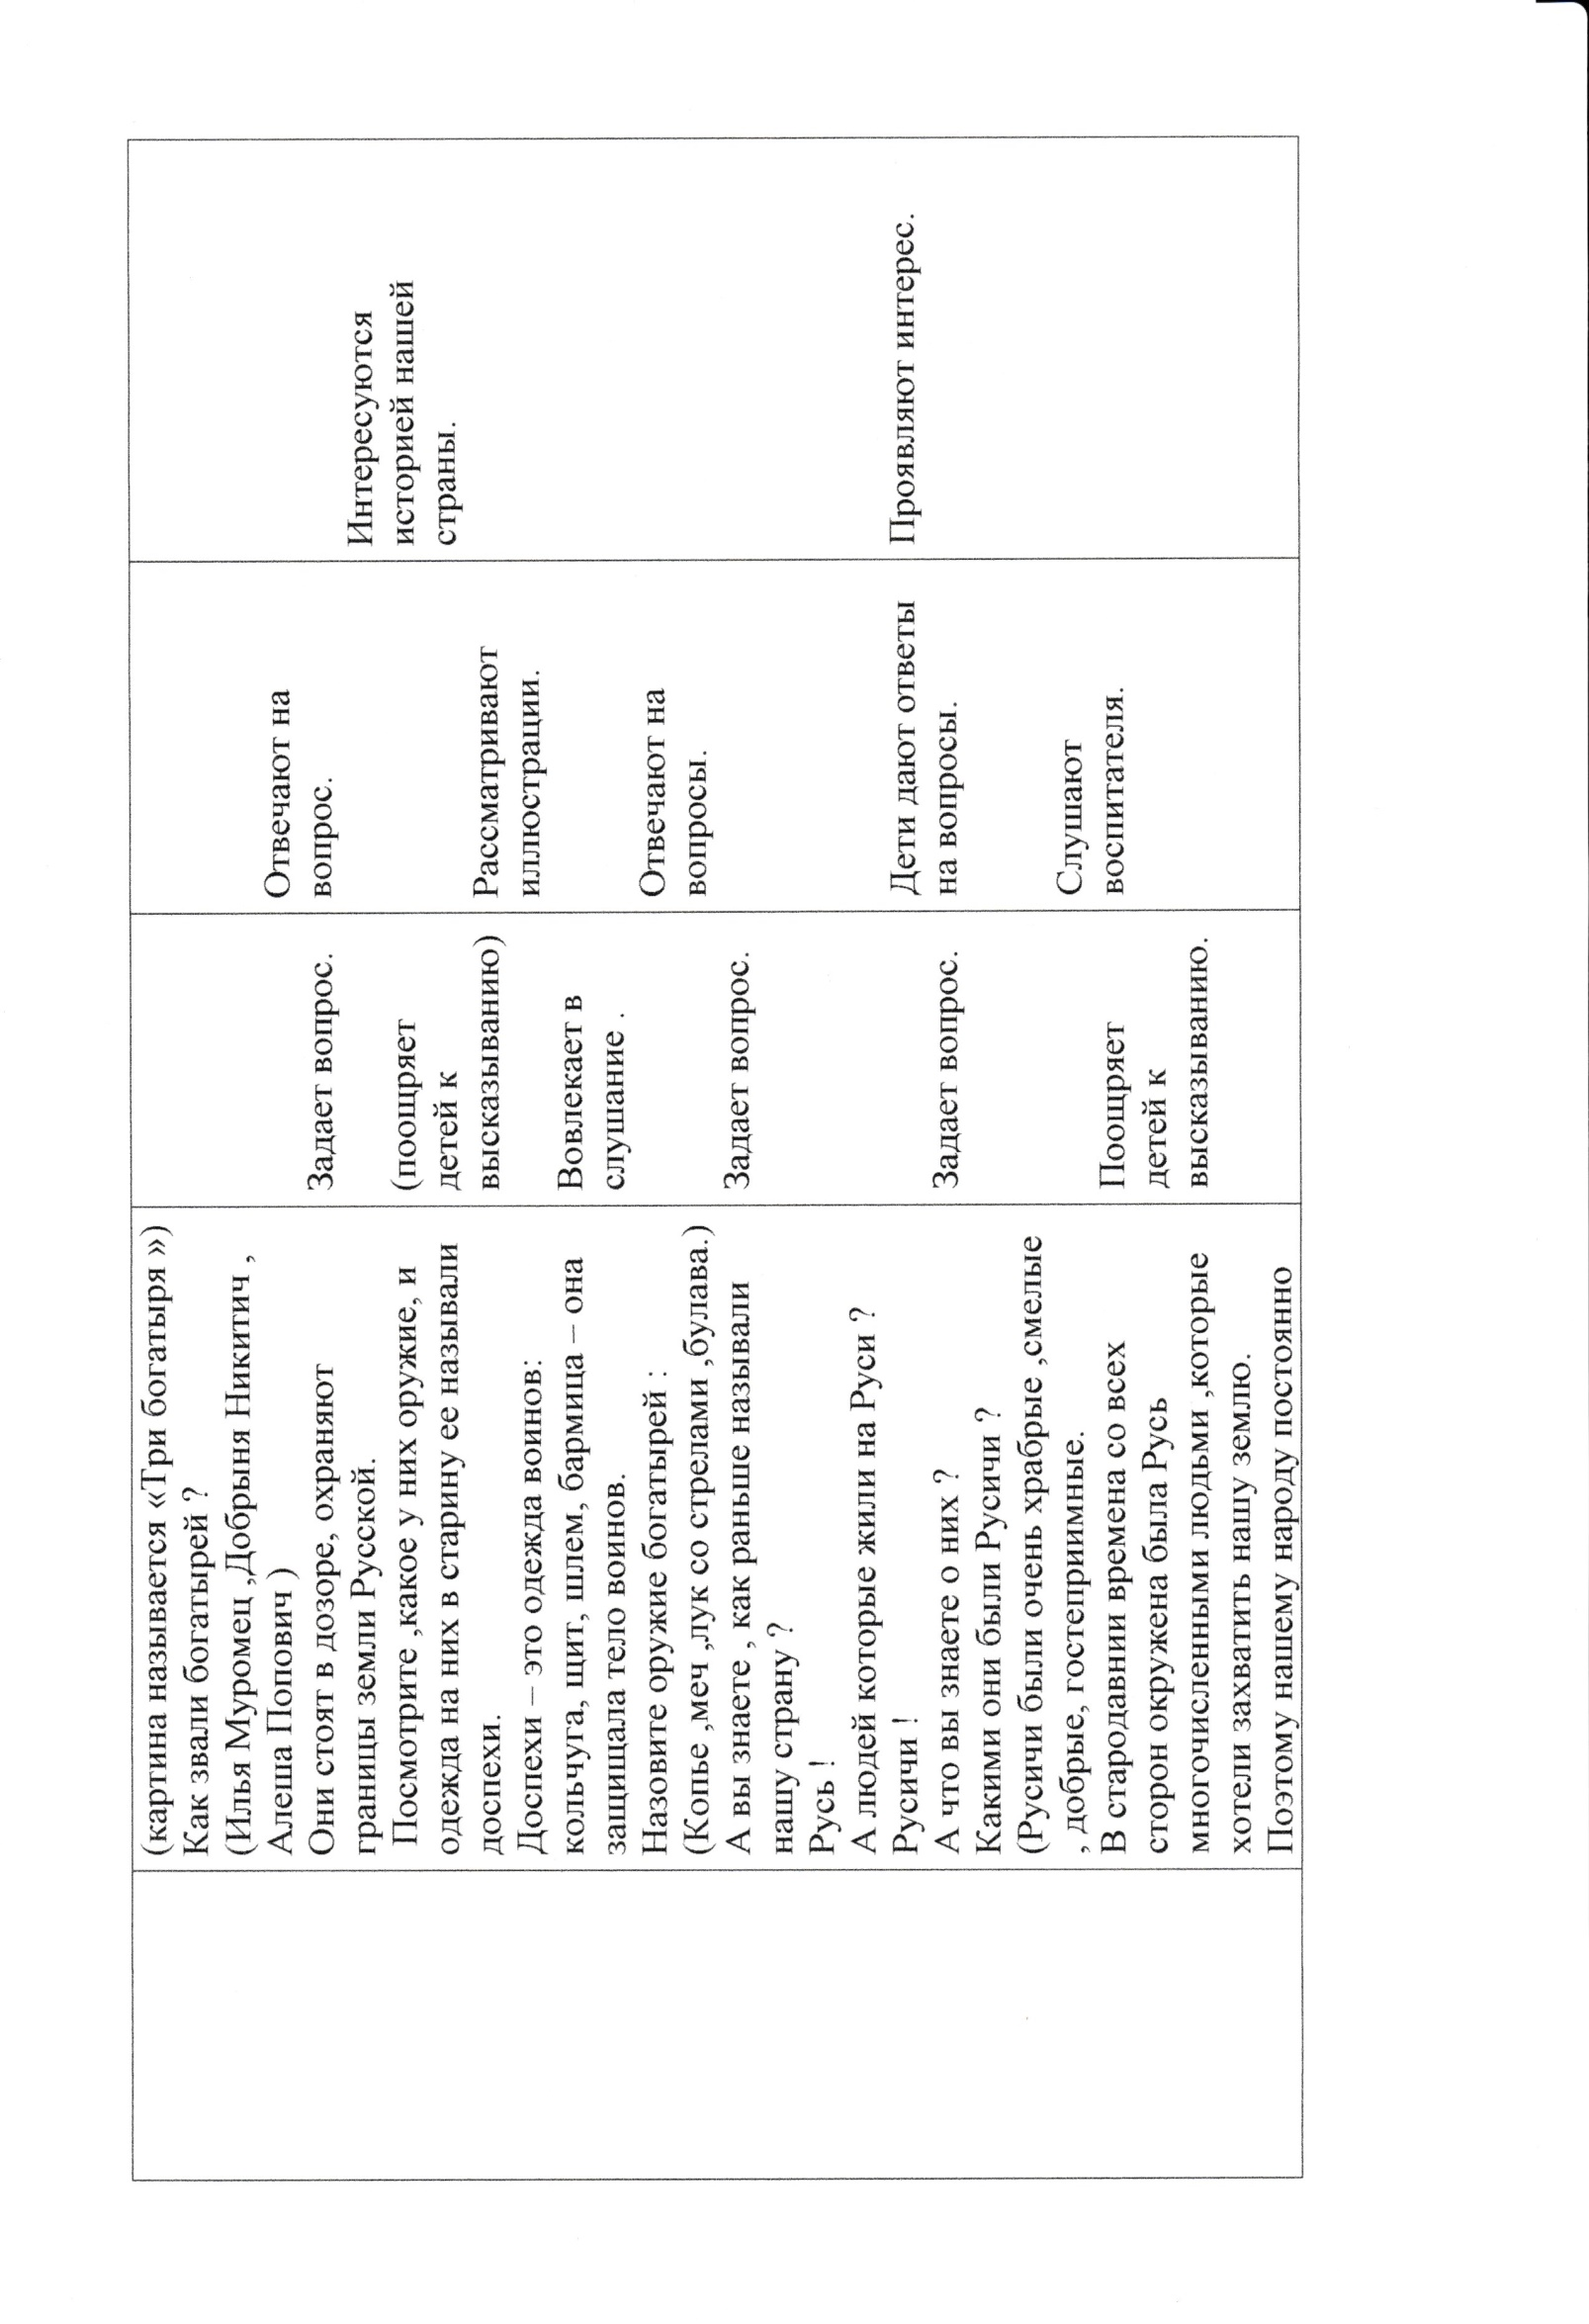 (картина называется «Три богатыря »)
Как звали богатырей ?
(Илья Муромец ,Добрыня Никитич ,
Алеша Попович )
Они стоят в дозоре, охраняют
границы земли Русской.
Посмотрите ,какое у них оружие, и
одежда на них в старину ее называли
доспехи.
Доспехи – это одежда воинов:
кольчуга, щит, шлем, бармица – она
защищала тело воинов.
Назовите оружие богатырей :
(Копье ,меч ,лук со стрелами ,булава.)
А вы знаете , как раньше называли
нашу страну ?
Русь !
А людей которые жили на Руси ?
Русичи !
А что вы знаете о них ?
Какими они были Русичи ?
(Русичи были очень храбрые ,смелые
, добрые, гостеприимные.
В стародавнии времена со всех
сторон окружена была Русь
многочисленными людьми ,которые
хотели захватить нашу землю.
Поэтому нашему народу постоянно
Задает вопрос.
(поощряет
детей к
высказыванию)
Вовлекает в
слушание .
Задает вопрос.
Задает вопрос.
Поощряет
детей к
высказыванию.
Отвечают на
вопрос.
Рассматривают
иллюстрации.
Отвечают на
вопросы.
Дети дают ответы
на вопросы.
Слушают
воспитателя.
Интересуются
историей нашей
страны.
Проявляют интерес.